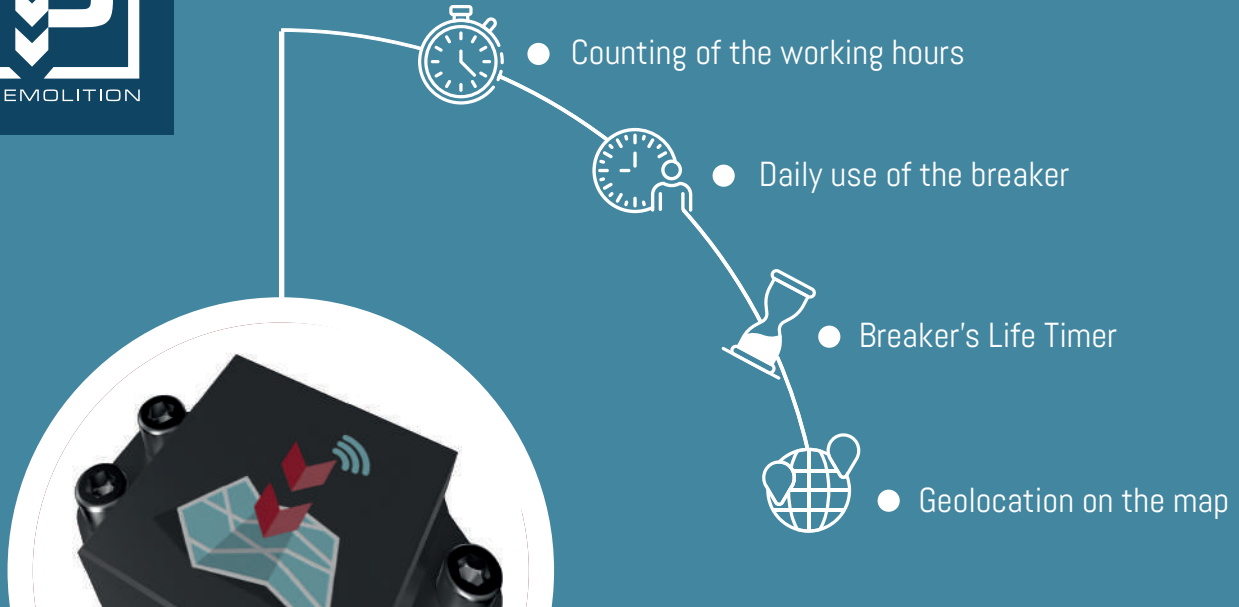 EMOLITION
Counting of the working hours
Daily use of the breaker
Breaker's Life Timer
Geolocation on the map